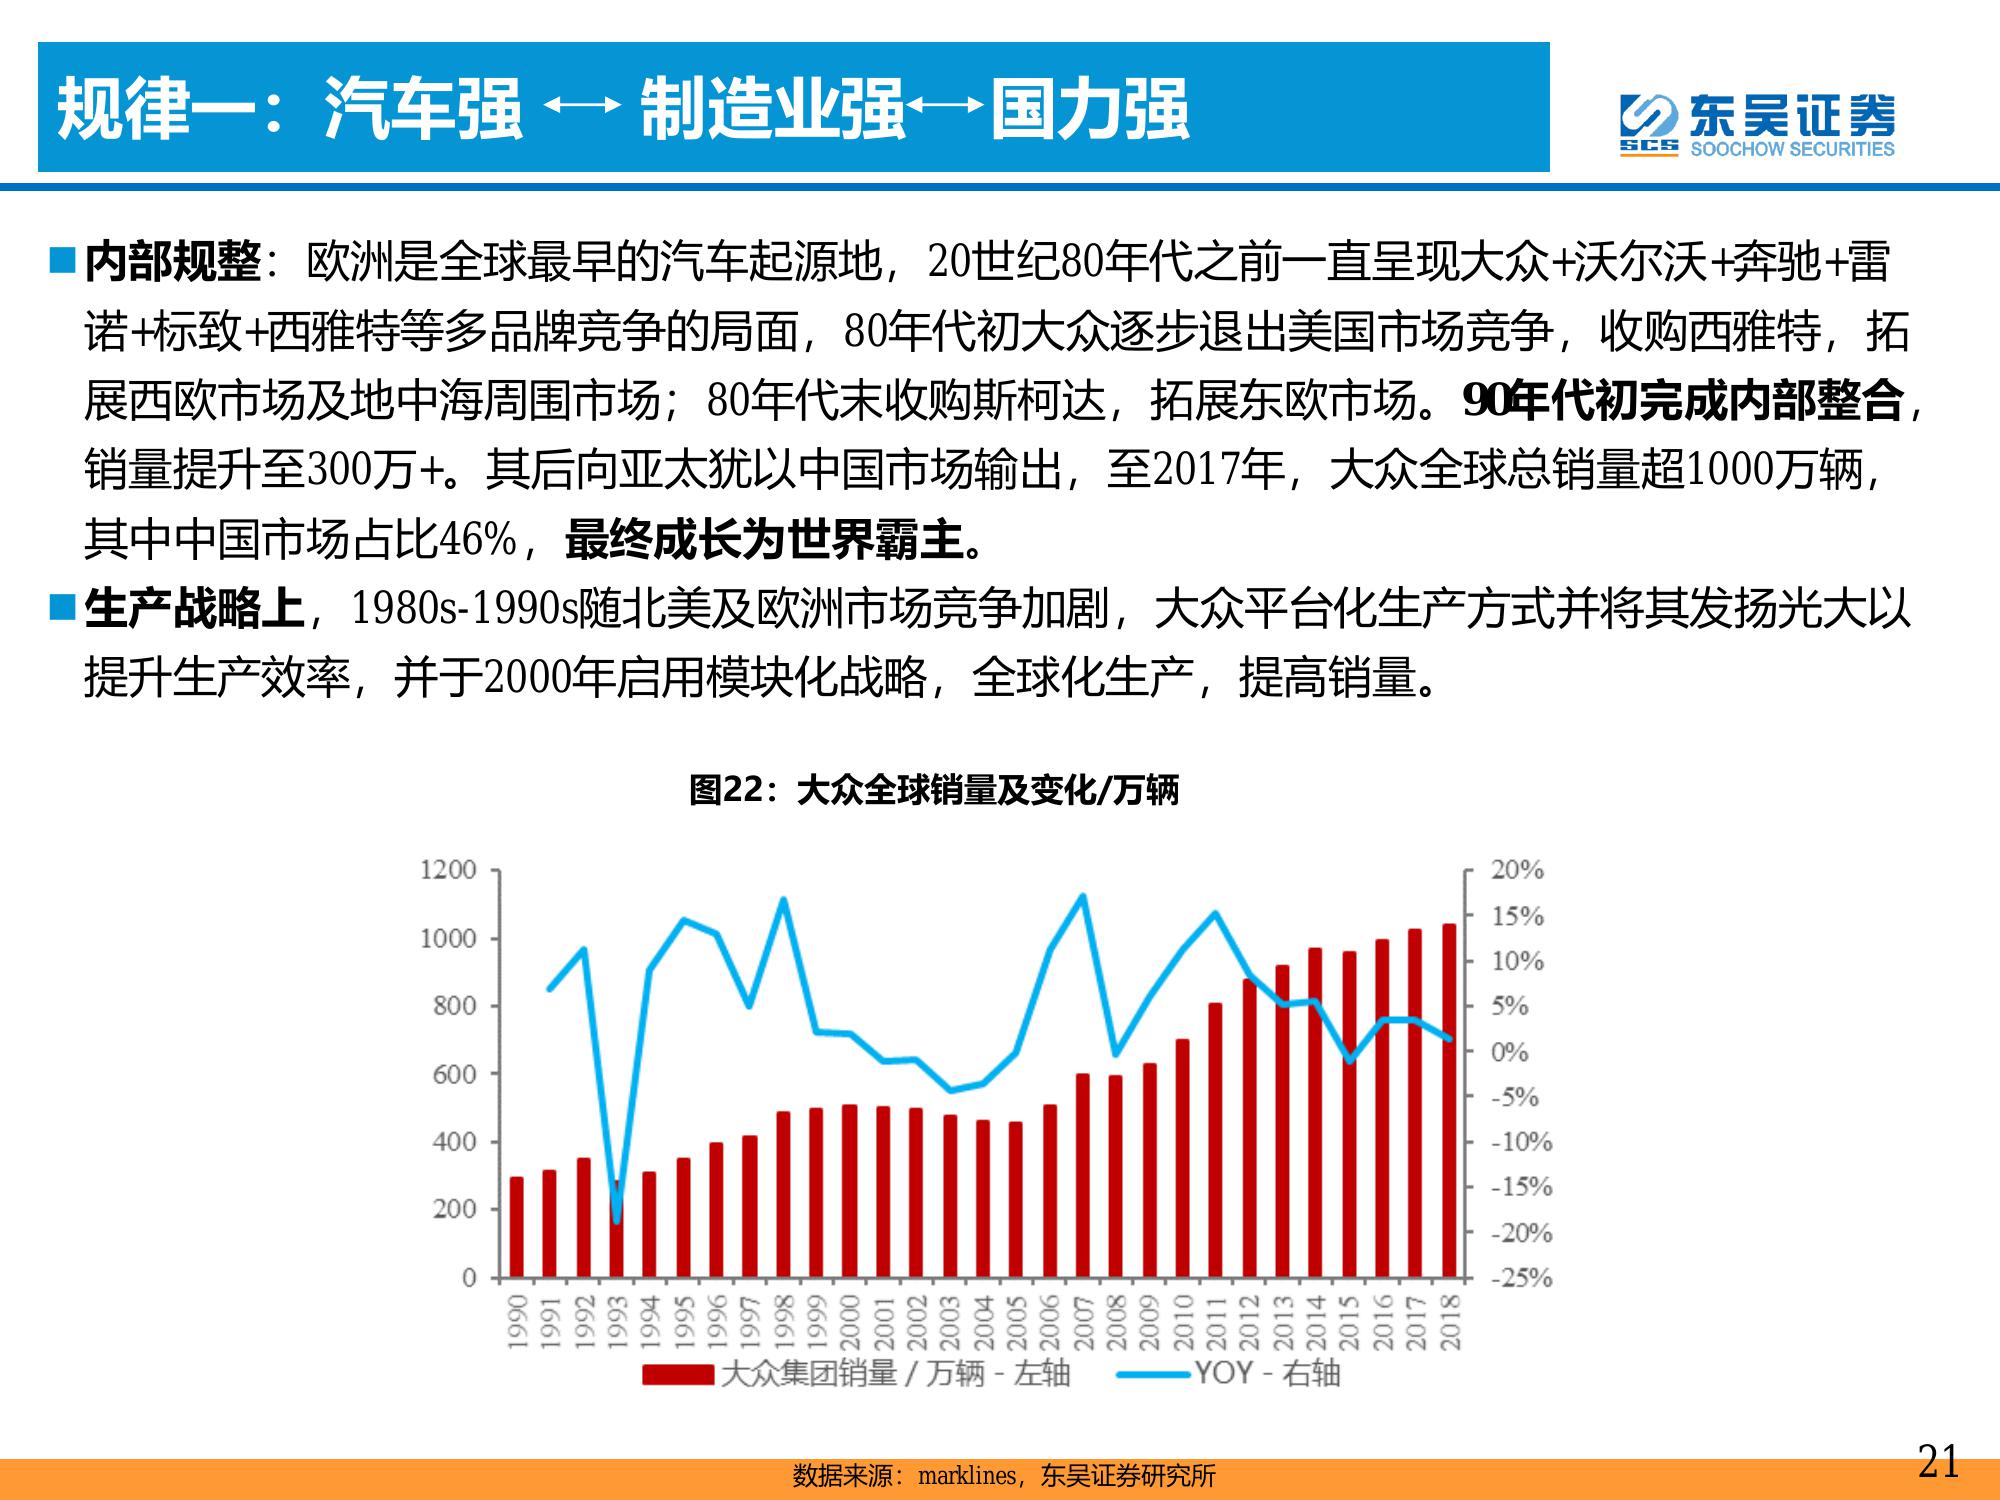 规律一：汽车强 ←→ 制造业强←→国力强
东吴证券
SCS
SOOCHOW SECURITIES
■内部规整：欧洲是全球最早的汽车起源地，20世纪80年代之前一直呈现大众+沃尔沃+奔驰+雷
诺+标致+西雅特等多品牌竞争的局面，80年代初大众逐步退出美国市场竞争，收购西雅特，拓
展西欧市场及地中海周围市场；80年代末收购斯柯达，拓展东欧市场。90年代初完成内部整合，
销量提升至300万+。其后向亚太犹以中国市场输出，至2017年，大众全球总销量超1000万辆，
其中中国市场占比46%，最终成长为世界霸主。
■生产战略上，1980s-1990s随北美及欧洲市场竞争加剧，大众平台化生产方式并将其发扬光大以
提升生产效率，并于2000年启用模块化战略，全球化生产，提高销量。
图22：大众全球销量及变化/万辆
1200 20%
15%
1000
10%
800 5%
0%
600
-5%
400 -10%
-15%
200
-20%
0 -25%
1990 1991 1992 1993 1994 1995 1996 1997 1998 1999 2000 2001 2002 2003 2004 2005 2006 2007 2008 2009 2010 2011 2012 2013 2014 2015 2016 2017 2018
大众集团销量 / 万辆 - 左轴 YOY - 右轴
21
数据来源：marklines，东吴证券研究所